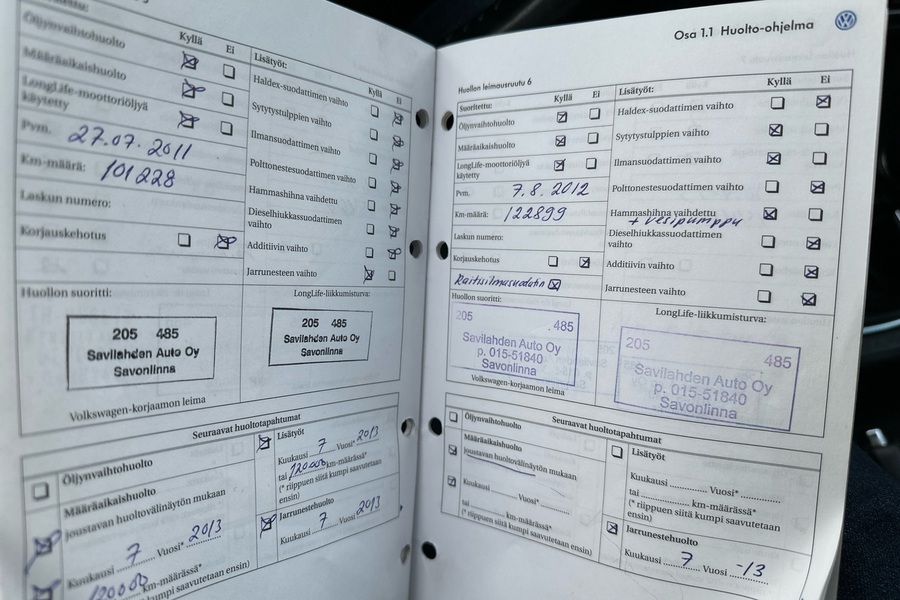 Kyllä Ei
Öljynvaihtohuolto
Määräaikaishuolto
LongLife-moottoriöljyä
käytetty
Pvm. 27.07.2011
Km-määrä: 101228
Laskun numero:
Korjauskehotus
Lisätyöt:
Kyllä Ei
Haldex-suodattimen vaihto
Sytytystulppien vaihto
Ilmansuodattimen vaihto
Polttonestesuodattimen vaihto
Hammashihna vaihdettu
Dieselhiukkassuodattimen
vaihto
Additiivin vaihto
Jarrunesteen vaihto
Huollon suoritti:
205 485
Savilahden Auto Oy
Savonlinna
Volkswagen-korjaamon leima
LongLife-liikkumisturva:
205 485
Savilahden Auto Oy
Savonlinna
Seuraavat huoltotapahtumat
Öljynvaihtohuolto
Määräaikaishuolto
joustavan huoltovälinäytön mukaan
Kuukausi 7 Vuosi* 2013
120000 km-määrässä*
kumpi saavutetaan ensin)
Lisätyöt
Kuukausi 7 Vuosi* 2013
tai 120000 km-määrässä*
(* riippuen siitä kumpi saavutetaan
ensin)
Jarrunestehuolto
Kuukausi 7 Vuosi 2013
Osa 1.1 Huolto-ohjelma
Huollon leimausruutu 6
Suoritettu: Kyllä Ei
Öljynvaihtohuolto
Määräaikaishuolto
LongLife-moottoriöljyä
käytetty
Pvm. 7.8.2012
Km-määrä: 122899
Laskun numero:
Korjauskehotus
Raitisilmasuodatin
Lisätyöt: Kyllä Ei
Haldex-suodattimen vaihto
Sytytystulppien vaihto
Ilmansuodattimen vaihto
Polttonestesuodattimen vaihto
Hammashihna vaihdettu
+ vesipumppu
Dieselhiukkassuodattimen
vaihto
Additiivin vaihto
Jarrunesteen vaihto
Huollon suoritti:
205 485
Savilahden Auto Oy
p. 015-51840
Savonlinna
Volkswagen-korjaamon leima
LongLife-liikkumisturva:
205 485
Savilahden Auto Oy
p. 015-51840
Savonlinna
Seuraavat huoltotapahtumat
Öljynvaihtohuolto
Määräaikaishuolto
joustavan huoltovälinäytön mukaan
Kuukausi Vuosi*
tai km-määrässä*
(* riippuen siitä kumpi saavutetaan ensin)
Lisätyöt
Kuukausi Vuosi*
tai km-määrässä*
(* riippuen siitä kumpi saavutetaan
ensin)
Jarrunestehuolto
Kuukausi 7 Vuosi -13